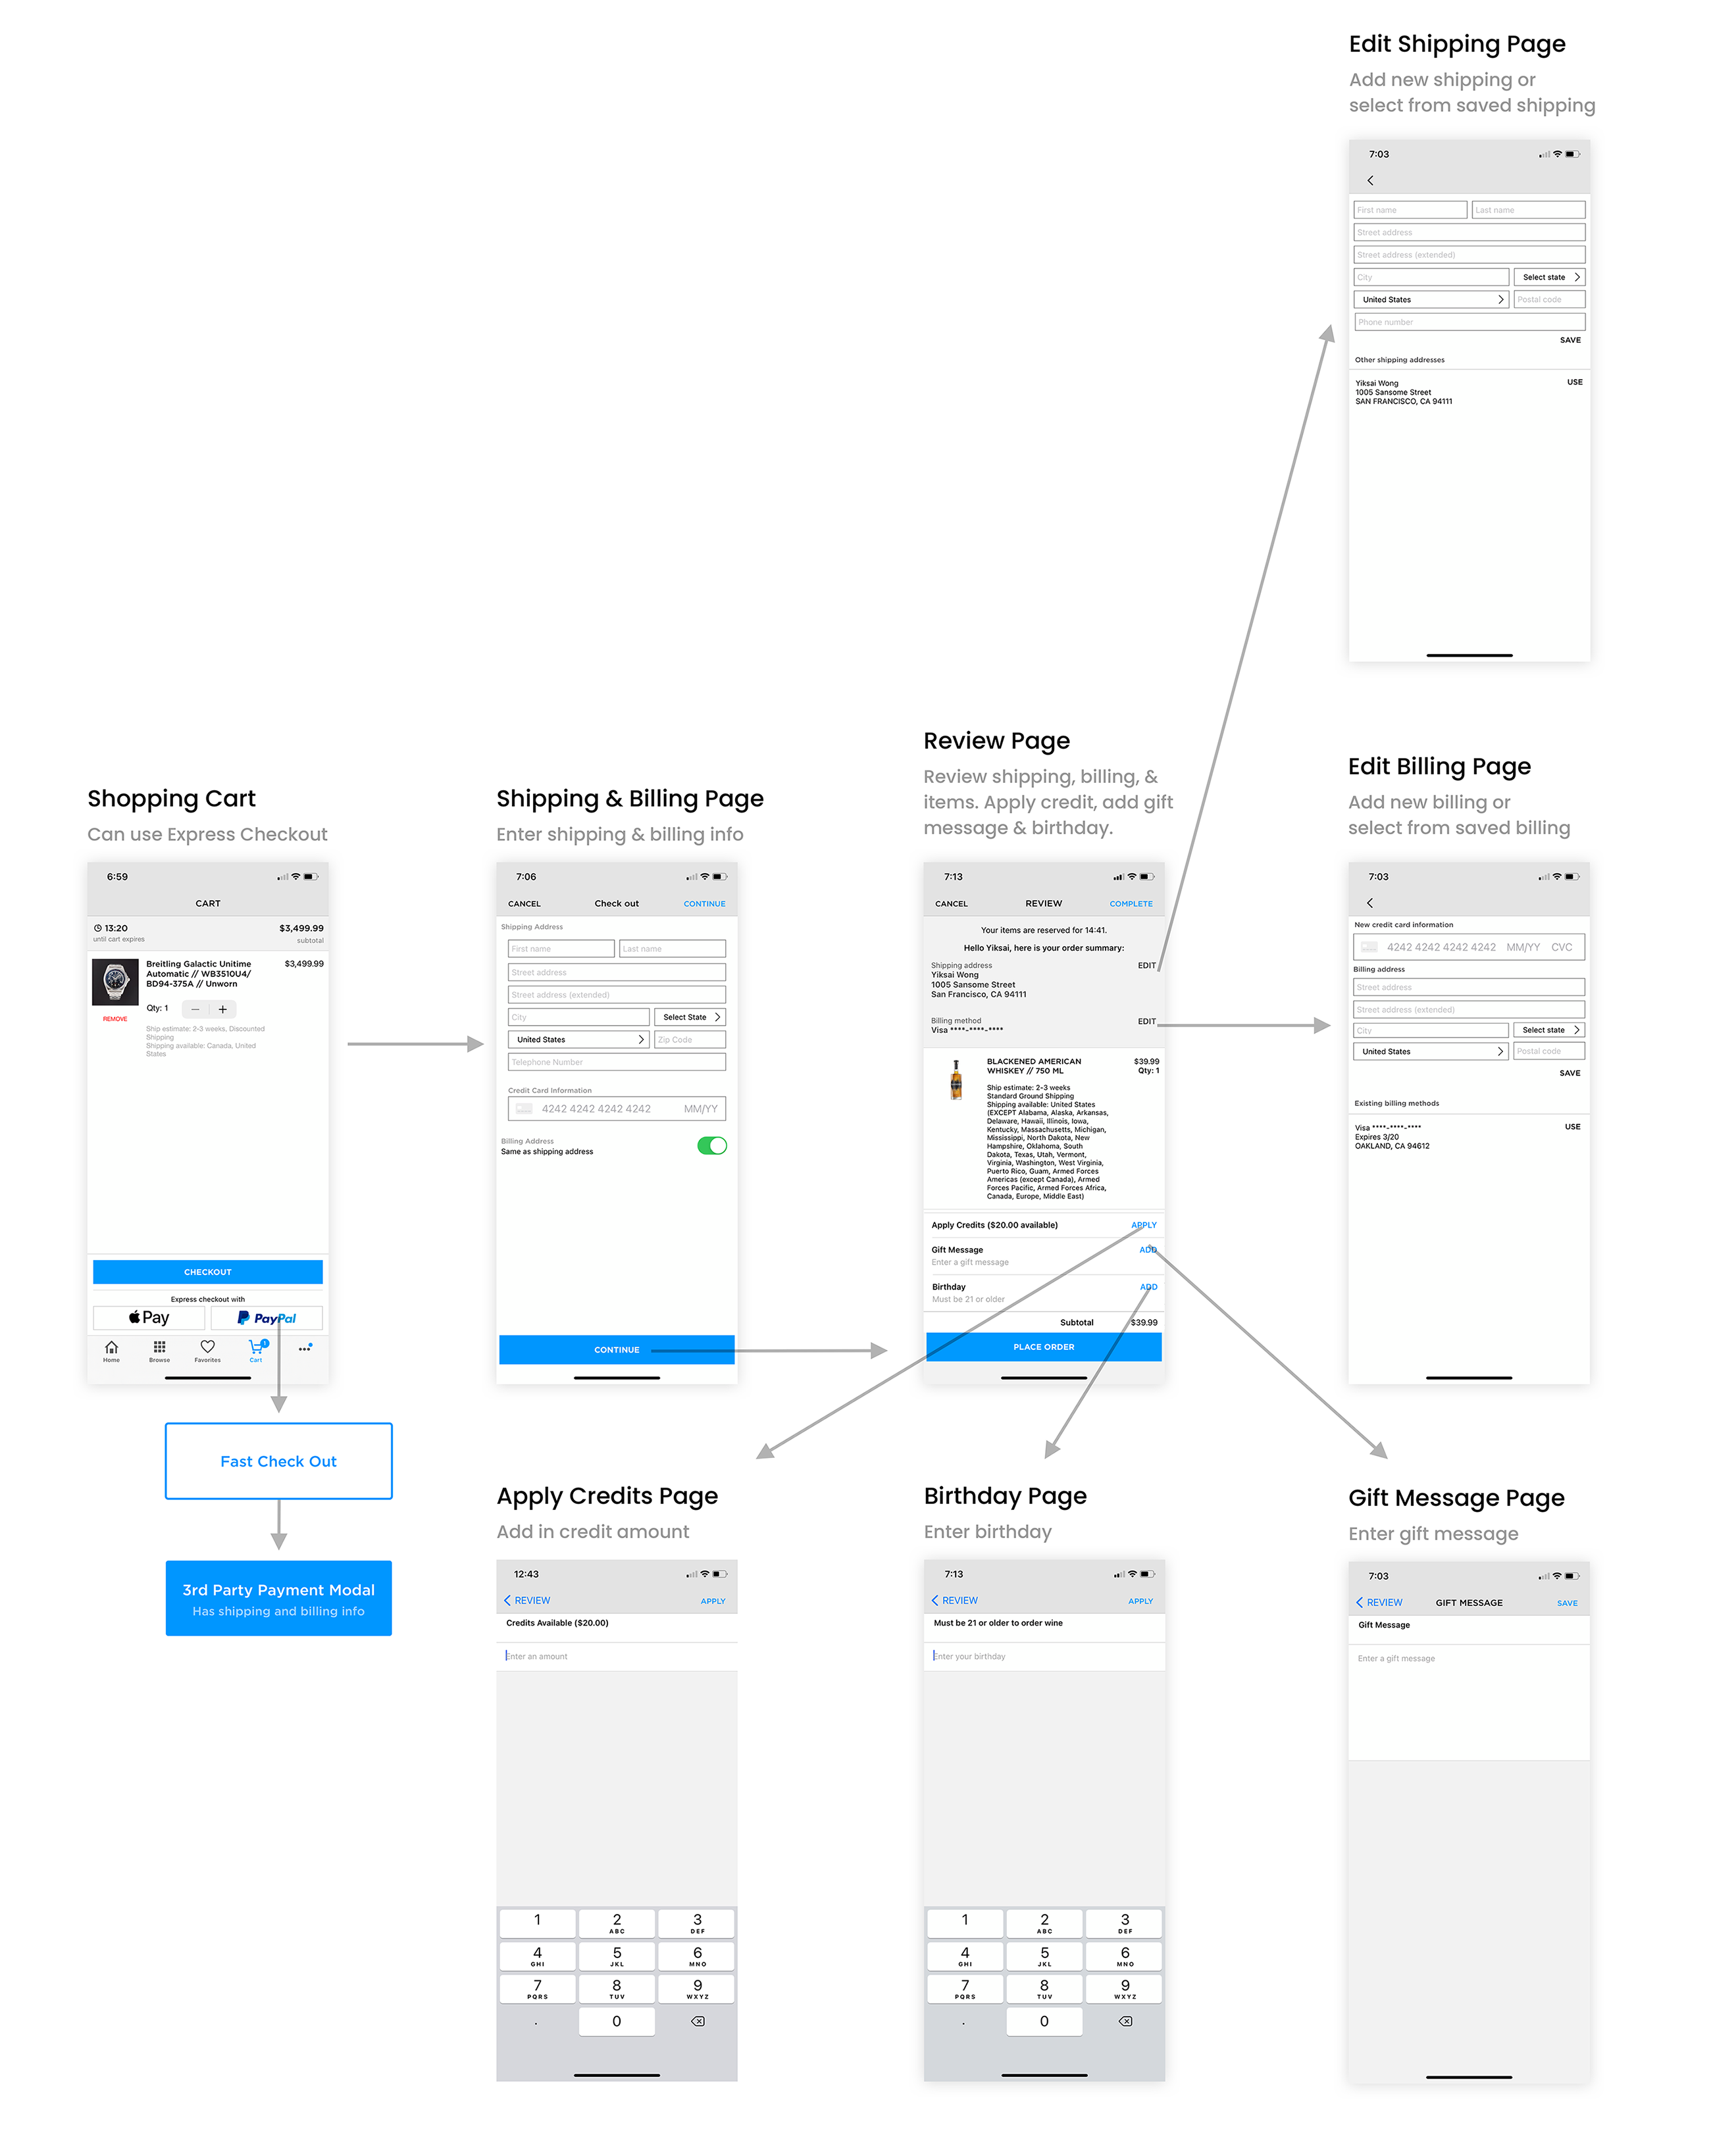 Edit Shipping Page
Add new shipping or
select from saved shipping
7:03
First name
Last name
Street address
Street address (extended)
City
Select state
United States
Postal code
Phone number
SAVE
Other shipping addresses
Yiksai Wong
USE
1005 Sansome Street
SAN FRANCISCO, CA 94111
Shopping Cart
Can use Express Checkout
6:59
CART
13:20
$3,499.99
until cart expires
subtotal
Breitling Galactic Unitime
$3,499.99
Automatic // WB3510U4/
BD94-375A // Unworn
Qty: 1
REMOVE
Ship estimate: 2-3 weeks, Discounted
Shipping
Shipping available: Canada, United
States
CHECKOUT
Express checkout with
Pay
PayPal
Home
Browse
Favorites
Cart
1
Fast Check Out
3rd Party Payment Modal
Has shipping and billing info
Shipping & Billing Page
Enter shipping & billing info
7:06
CANCEL
Check out
CONTINUE
Shipping Address
First name
Last name
Street address
Street address (extended)
City
Select State
United States
Zip Code
Telephone Number
Credit Card Information
4242 4242 4242 4242
MM/YY
Billing Address
Same as shipping address
CONTINUE
Review Page
Review shipping, billing, &
items. Apply credit, add gift
message & birthday.
7:13
CANCEL
REVIEW
COMPLETE
Your items are reserved for 14:41.
Hello Yiksai, here is your order summary:
Shipping address
EDIT
Yiksai Wong
1005 Sansome Street
San Francisco, CA 94111
Billing method
EDIT
Visa ****-****-****
BLACKENED AMERICAN
$39.99
WHISKEY // 750 ML
Qty: 1
Ship estimate: 2-3 weeks
Standard Ground Shipping
Shipping available: United States
(EXCEPT Alabama, Alaska, Arkansas,
Delaware, Hawaii, Illinois, Iowa,
Kentucky, Massachusetts, Michigan,
Mississippi, North Dakota, New
Hampshire, Oklahoma, South
Dakota, Texas, Utah, Vermont,
Virginia, Washington, West Virginia,
Puerto Rico, Guam, Armed Forces
Americas (except Canada), Armed
Forces Pacific, Armed Forces Africa,
Canada, Europe, Middle East)
Apply Credits ($20.00 available)
APPLY
Gift Message
ADD
Enter a gift message
Birthday
ADD
Must be 21 or older
Subtotal
$39.99
PLACE ORDER
Edit Billing Page
Add new billing or
select from saved billing
7:03
New credit card information
4242 4242 4242 4242
MM/YY
CVC
Billing address
Street address
Street address (extended)
City
Select state
United States
Postal code
SAVE
Existing billing methods
Visa ****-****-****
USE
Expires 3/20
OAKLAND, CA 94612
Apply Credits Page
Add in credit amount
12:43
REVIEW
APPLY
Credits Available ($20.00)
Enter an amount
1
2
3
ABC
DEF
4
5
6
GHI
JKL
MNO
7
8
9
PQRS
TUV
WXYZ
.
0
Birthday Page
Enter birthday
7:13
REVIEW
APPLY
Must be 21 or older to order wine
Enter your birthday
1
2
3
ABC
DEF
4
5
6
GHI
JKL
MNO
7
8
9
PQRS
TUV
WXYZ
.
0
Gift Message Page
Enter gift message
7:03
REVIEW
GIFT MESSAGE
SAVE
Gift Message
Enter a gift message